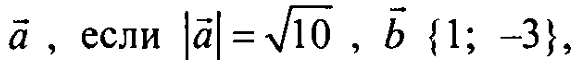 a⃗ , если |a⃗| = √10 , b⃗ {1; −3},